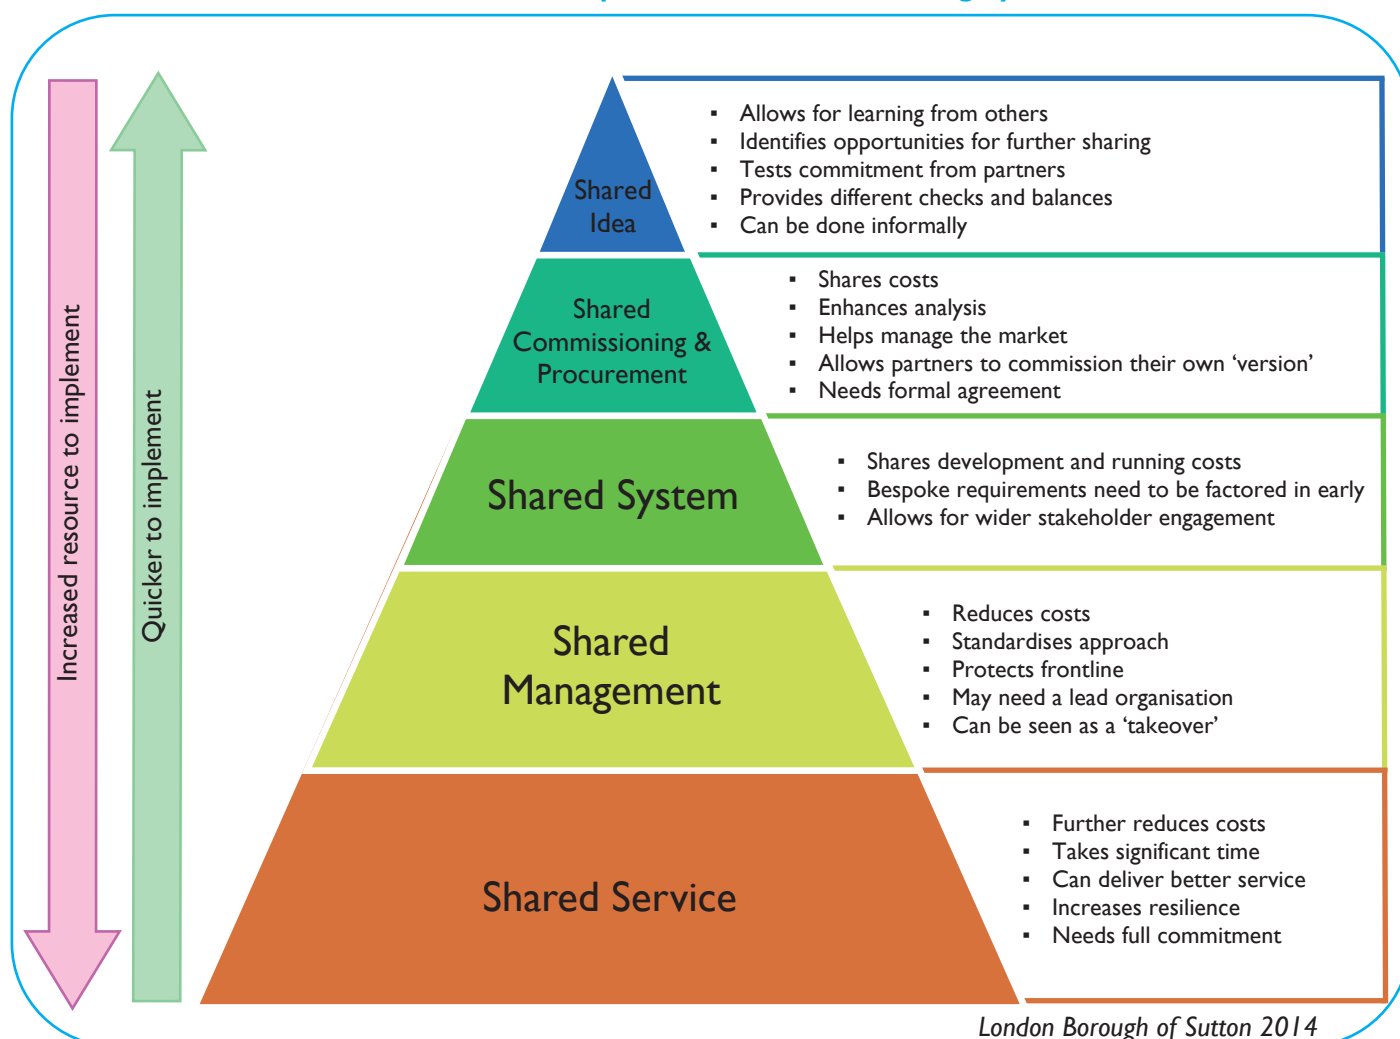 Increased resource to implement
Quicker to implement
Shared
Idea
▪ Allows for learning from others
▪ Identifies opportunities for further sharing
▪ Tests commitment from partners
▪ Provides different checks and balances
▪ Can be done informally
Shared
Commissioning &
Procurement
▪ Shares costs
▪ Enhances analysis
▪ Helps manage the market
▪ Allows partners to commission their own ‘version’
▪ Needs formal agreement
Shared System
▪ Shares development and running costs
▪ Bespoke requirements need to be factored in early
▪ Allows for wider stakeholder engagement
Shared
Management
▪ Reduces costs
▪ Standardises approach
▪ Protects frontline
▪ May need a lead organisation
▪ Can be seen as a ‘takeover’
Shared Service
▪ Further reduces costs
▪ Takes significant time
▪ Can deliver better service
▪ Increases resilience
▪ Needs full commitment
London Borough of Sutton 2014